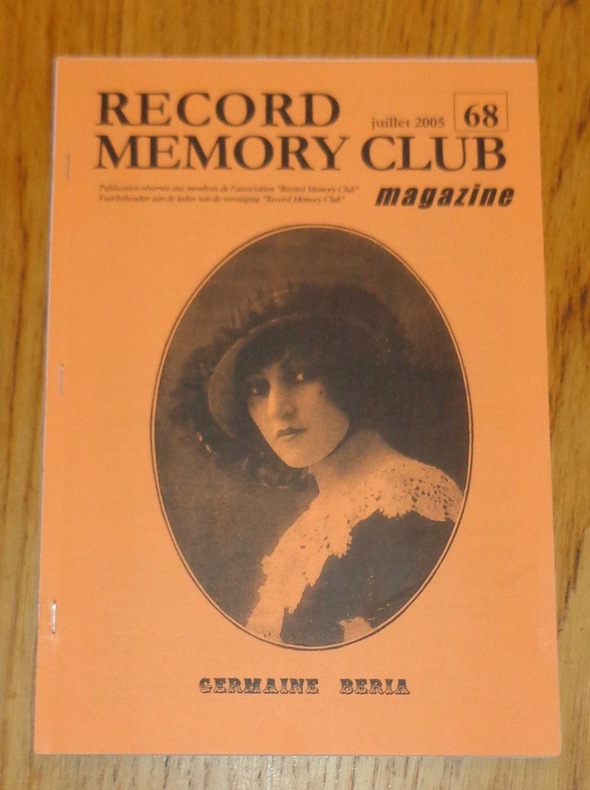 RECORD
juillet 2005 68
MEMORY CLUB
Publication réservée aux membres de l'association "Record Memory Club"
Voorbehouden aan de leden van de vereniging "Record Memory Club"
magazine
GERMAINE BERIA